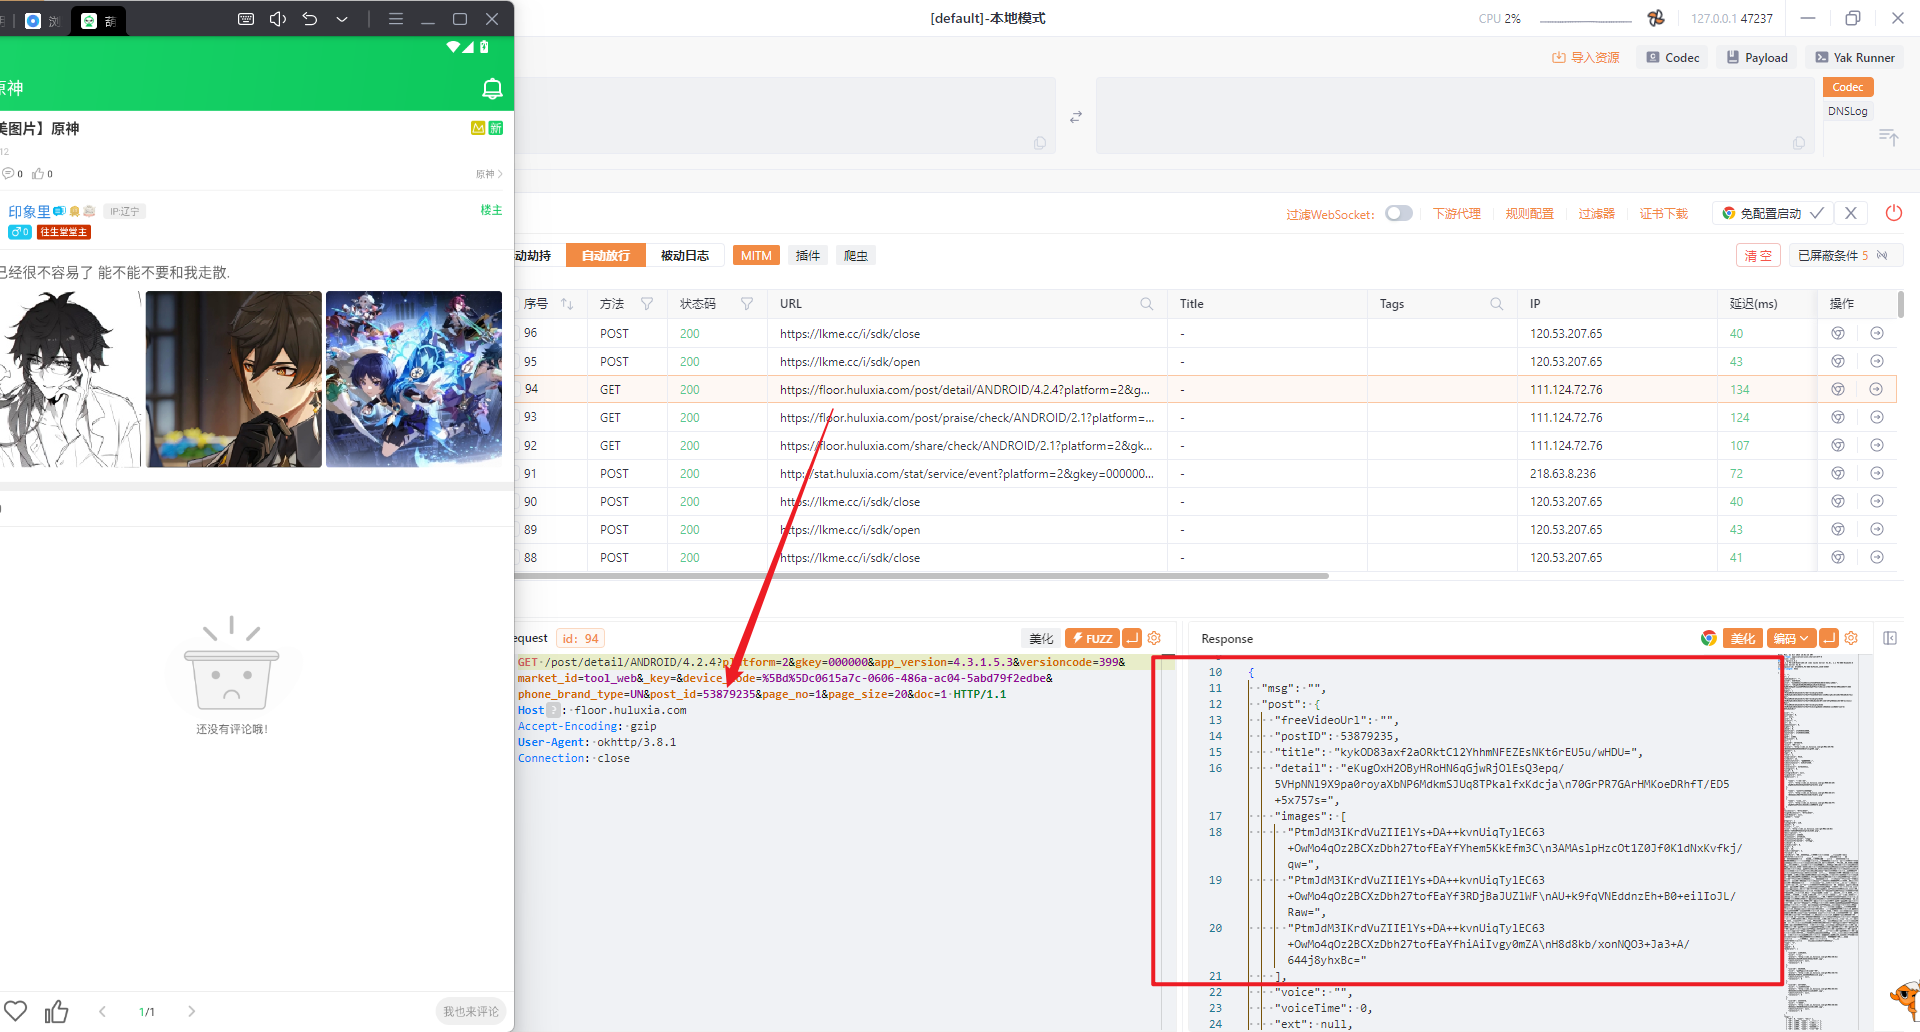 浏
葫
[default]-本地模式
CPU 2%
127.0.0.1 47237
导入资源
Codec
Payload
Yak Runner
原神
Codec
DNSLog
美图片】原神
新
12
0
0
原神
印象里
IP:辽宁
楼主
♂0
往生堂堂主
过滤WebSocket:
下游代理
规则配置
过滤器
证书下载
免配置启动
动劫持
自动放行
被动日志
MITM
插件
爬虫
清 空
已屏蔽条件 5
已经很不容易了 能不能不要和我走散.
序号 方法 状态码 URL Title Tags IP 延迟(ms) 操作
96 POST 200 https://lkme.cc/i/sdk/close - 120.53.207.65 40
95 POST 200 https://lkme.cc/i/sdk/open - 120.53.207.65 43
94 GET 200 https://floor.huluxia.com/post/detail/ANDROID/4.2.4?platform=2&g... - 111.124.72.76 134
93 GET 200 https://floor.huluxia.com/post/praise/check/ANDROID/2.1?platform=... - 111.124.72.76 124
92 GET 200 https://floor.huluxia.com/share/check/ANDROID/2.1?platform=2&gk... - 111.124.72.76 107
91 POST 200 http://stat.huluxia.com/stat/service/event?platform=2&gkey=000000... - 218.63.8.236 72
90 POST 200 https://lkme.cc/i/sdk/close - 120.53.207.65 40
89 POST 200 https://lkme.cc/i/sdk/open - 120.53.207.65 43
88 POST 200 https://lkme.cc/i/sdk/close - 120.53.207.65 41
equest
id: 94
美化
FUZZ
GET /post/detail/ANDROID/4.2.4?platform=2&gkey=000000&app_version=4.3.1.5.3&versioncode=399&
market_id=tool_web&_key=&device_code=%5Bd%5Dc0615a7c-0606-486a-ac04-5abd79f2edbe&
phone_brand_type=UN&post_id=53879235&page_no=1&page_size=20&doc=1 HTTP/1.1
Host ? : floor.huluxia.com
Accept-Encoding: gzip
User-Agent: okhttp/3.8.1
Connection: close
Response
美化
编码
10 {
11 "msg": "",
12 "post": {
13 "freeVideoUrl": "",
14 "postID": 53879235,
15 "title": "kykOD83axf2aORktC12YhhmNFEZEsNKt6rEU5u/wHDU=",
16 "detail": "eKugOxH2OByHRoHN6qGjwRjOlEsQ3epq/
5VHpNNl9X9pa0royaXbNP6MdkmSJUq8TPkalfxKdcja\n70GrPR7GArHMKoeDRhfT/ED5
+5x757s=",
17 "images": [
18 "PtmJdM3IKrdVuZIIElYs+DA++kvnUiqTylEC63
+OwMo4qOz2BCXzDbh27tofEaYfYhem5KkEfm3C\n3AMAslpHzcOt1Z0Jf0K1dNxKvfkj/
qw=",
19 "PtmJdM3IKrdVuZIIElYs+DA++kvnUiqTylEC63
+OwMo4qOz2BCXzDbh27tofEaYf3RDjBaJUZlWF\nAU+k9fqVNEddnzEh+B0+eilIoJL/
Raw=",
20 "PtmJdM3IKrdVuZIIElYs+DA++kvnUiqTylEC63
+OwMo4qOz2BCXzDbh27tofEaYfhiAiIvgy0mZA\nH8d8kb/xonNQO3+Ja3+A/
644j8yhxBc="
21 ],
22 "voice": "",
23 "voiceTime": 0,
24 "ext": null,
还没有评论哦!
1/1
我也来评论